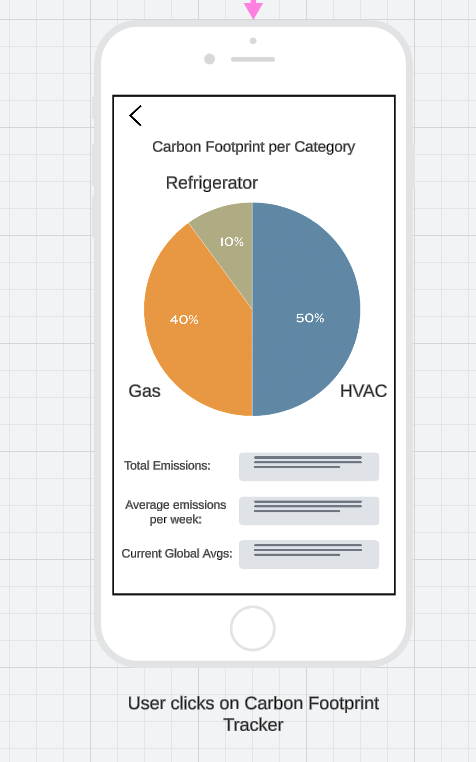 Carbon Footprint per Category
Refrigerator
10%
40%
50%
Gas
HVAC
Total Emissions:
Average emissions
per week:
Current Global Avgs:
User clicks on Carbon Footprint
Tracker